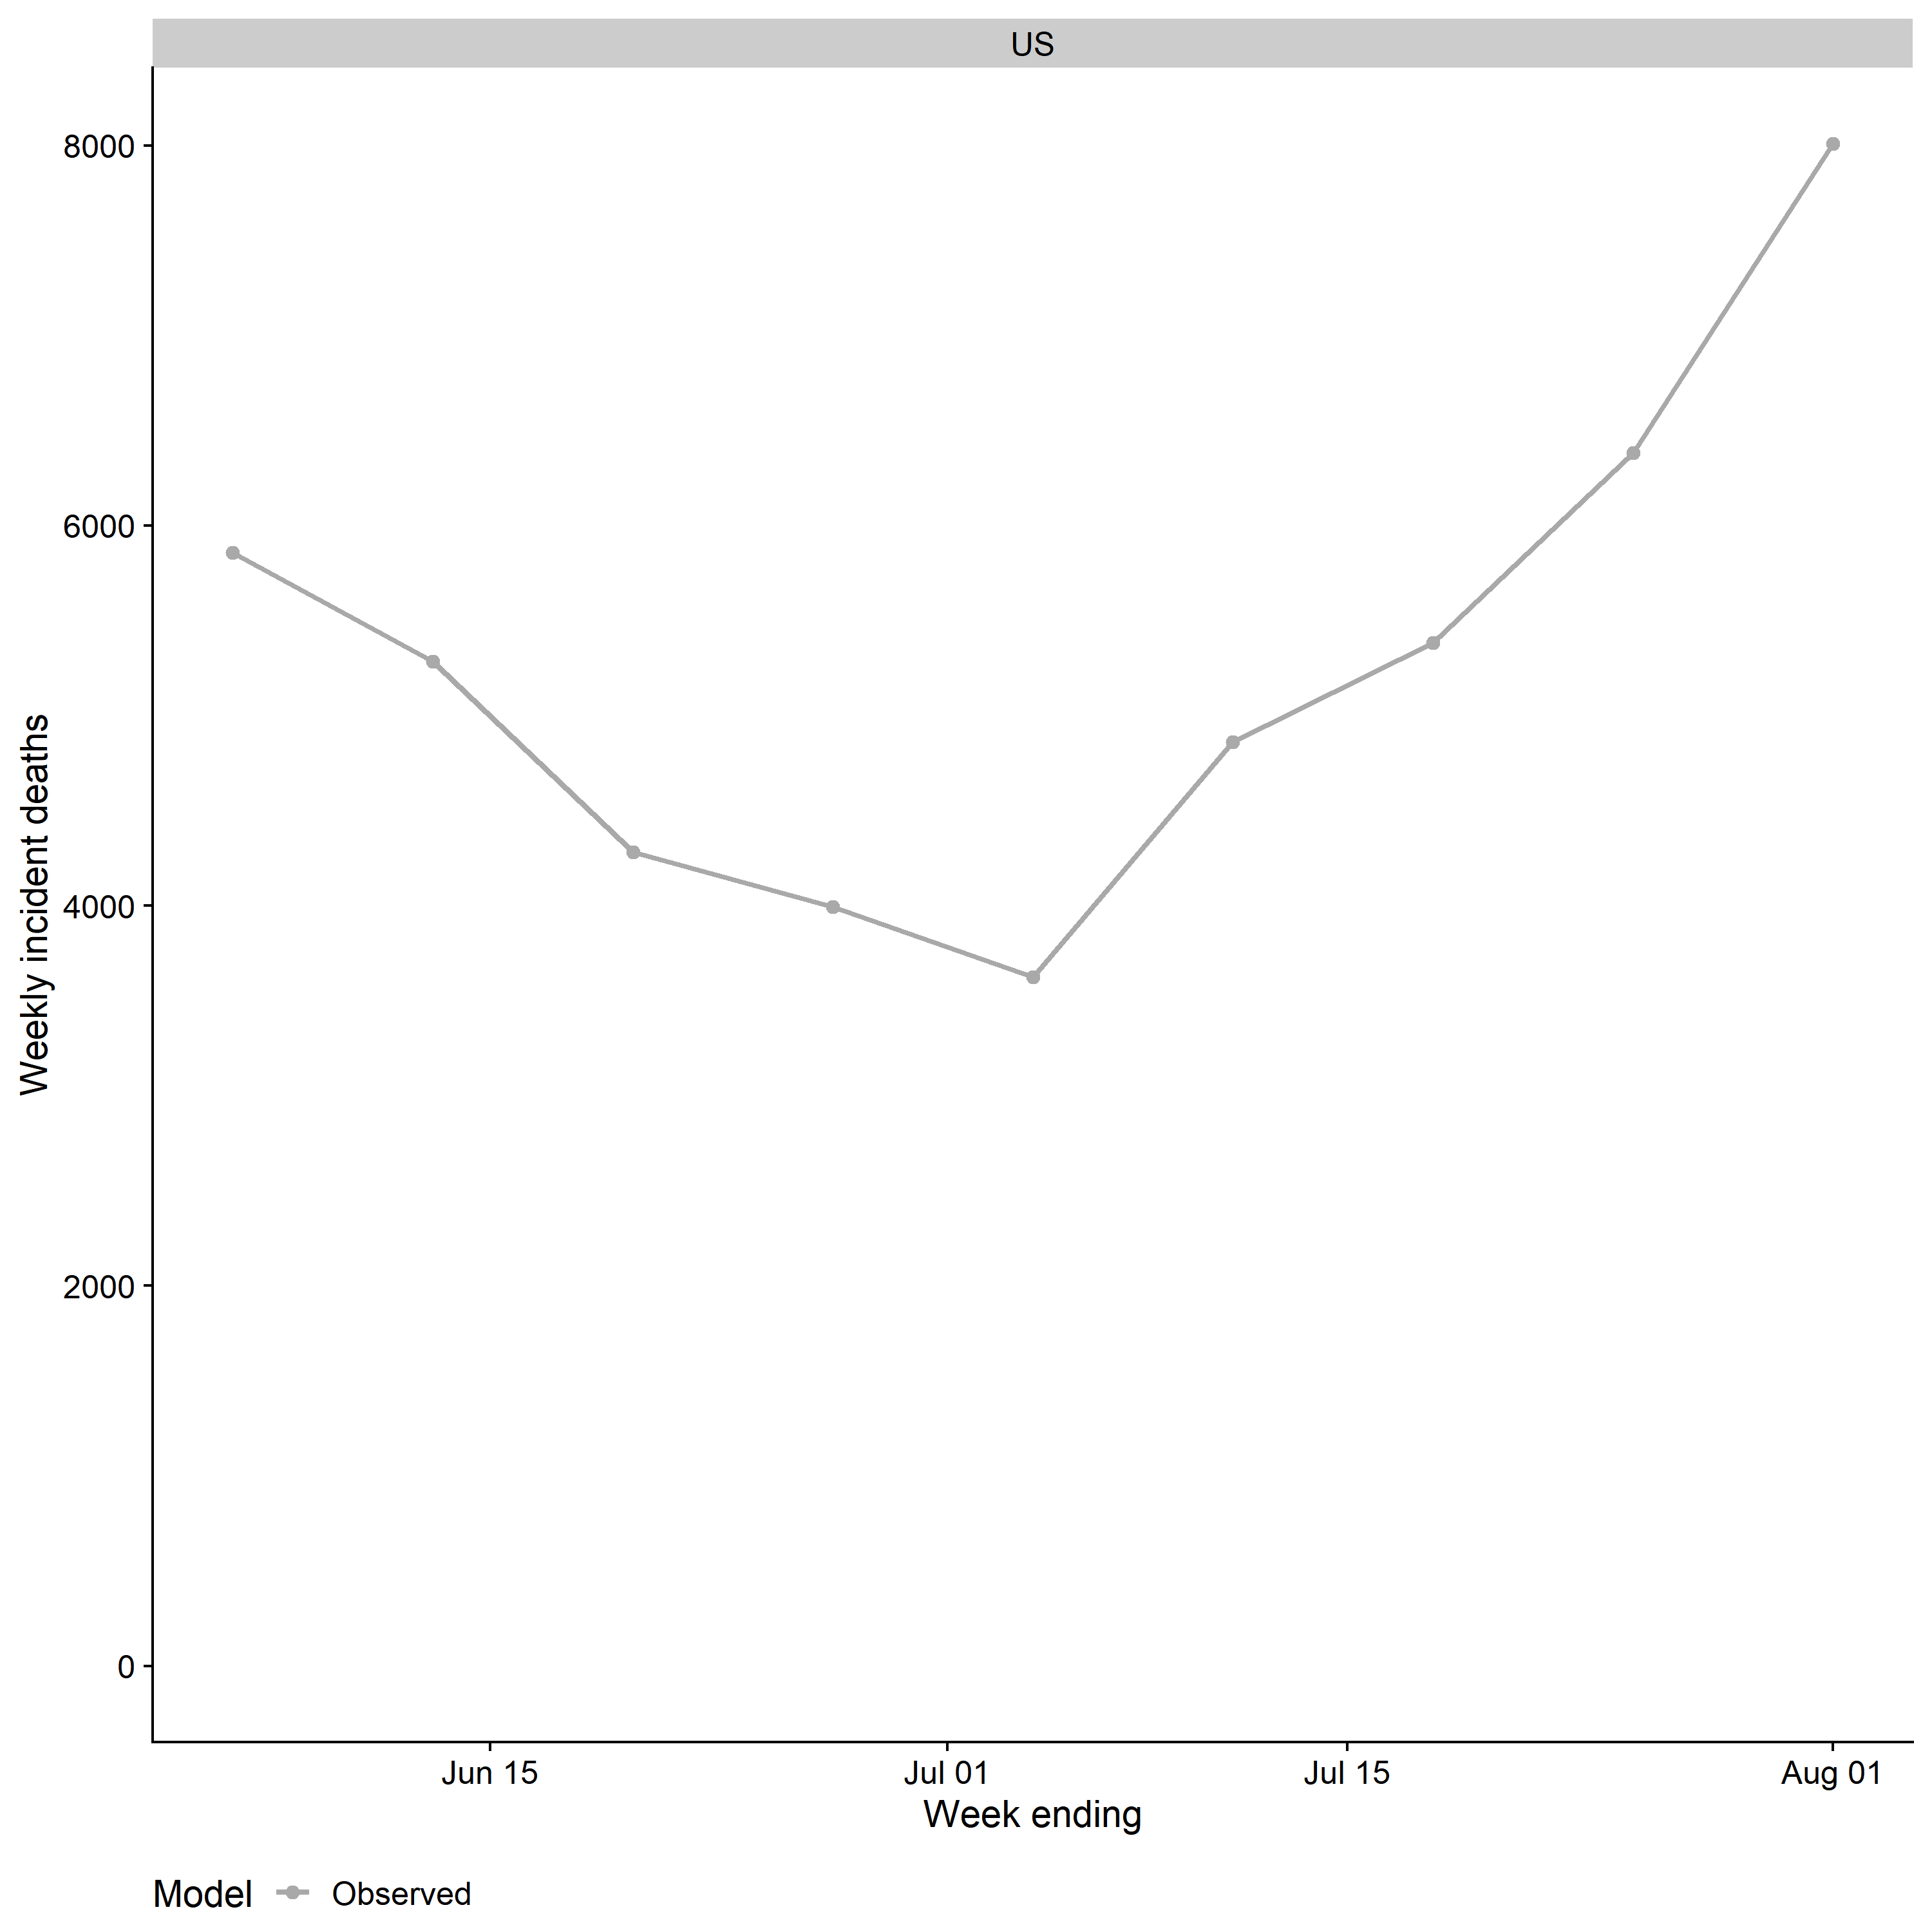 US
8000
6000
4000
2000
0
Weekly incident deaths
Jun 15 Jul 01 Jul 15 Aug 01
Week ending
Model Observed